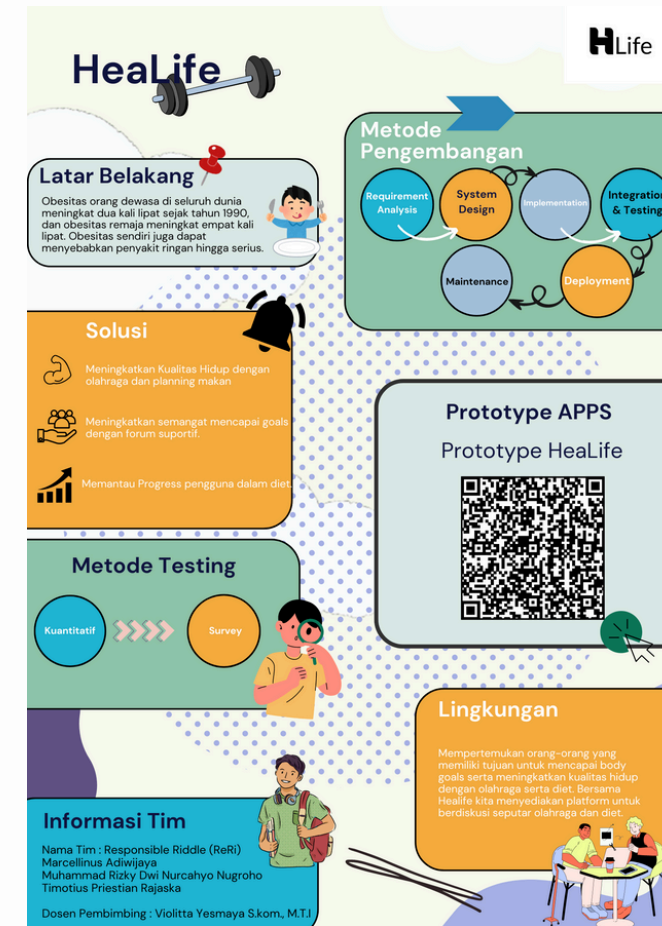 HeaLife
HLife
Latar Belakang
Obesitas orang dewasa di seluruh dunia
meningkat dua kali lipat sejak tahun 1990,
dan obesitas remaja meningkat empat kali
lipat. Obesitas sendiri juga dapat
menyebabkan penyakit ringan hingga serius.
Metode
Pengembangan
Requirement
Analysis
System
Design
Implementation
Integration
& Testing
Maintenance
Deployment
Solusi
Meningkatkan Kualitas Hidup dengan
olahraga dan planning makan
Meningkatkan semangat mencapai goals
dengan forum suportif.
Memantau Progress pengguna dalam diet.
Prototype APPS
Prototype HeaLife
Metode Testing
Kuantitatif
Survey
Lingkungan
Mempertemukan orang-orang yang
memiliki tujuan untuk mencapai body
goals serta meningkatkan kualitas hidup
dengan olahraga serta diet. Bersama
Healife kita menyediakan platform untuk
berdiskusi seputar olahraga dan diet.
Informasi Tim
Nama Tim : Responsible Riddle (ReRi)
Marcellinus Adiwijaya
Muhammad Rizky Dwi Nurcahyo Nugroho
Timotius Priestian Rajaska
Dosen Pembimbing : Violitta Yesmaya S.kom., M.T.I